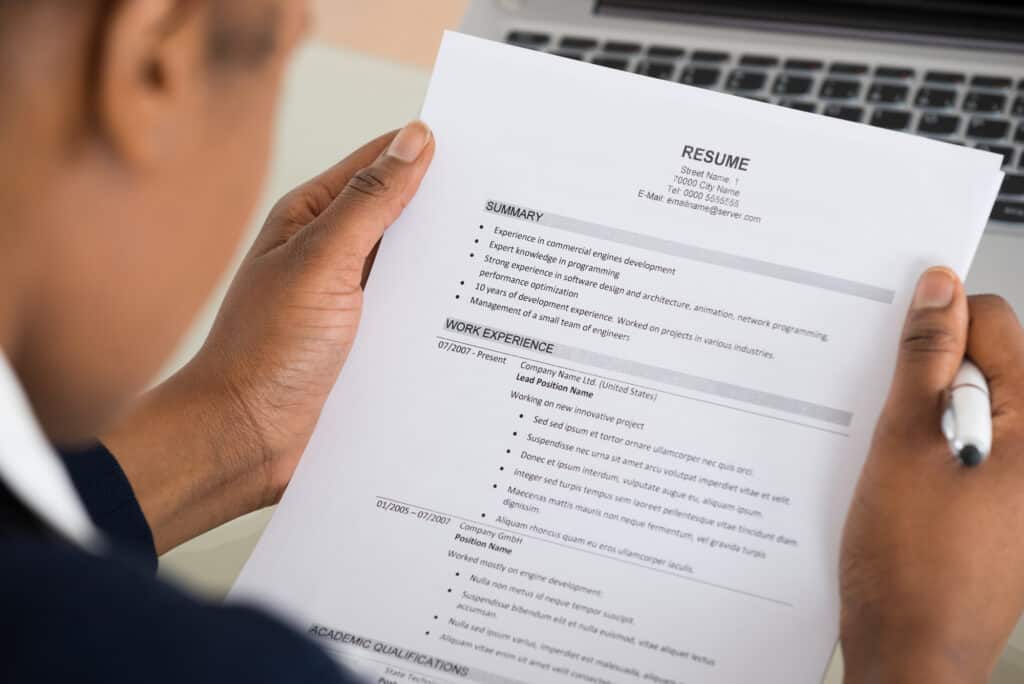 RESUME
Street Name, 1
70000 City Name
Tel: 0000 5555555
E-Mail: emailname@server.com
SUMMARY
• Experience in commercial engines development
• Expert knowledge in programming
• Strong experience in software design and architecture, animation, network programming,
performance optimization
• 10 years of development experience. Worked on projects in various industries.
• Management of a small team of engineers
WORK EXPERIENCE
07/2007 - Present Company Name Ltd. (United States)
Lead Position Name
Working on new innovative project
• Sed sed ipsum et tortor ornare ullamcorper nec quis orci.
• Suspendisse nec urna sit amet arcu volutpat imperdiet vitae et velit.
• Donec et ipsum interdum, vulputate augue eu, aliquam ipsum.
• Integer sed turpis tempus sem laoreet pellentesque vitae tincidunt diam.
• Maecenas mattis mauris non neque fermentum, vel gravida turpis
dignissim.
• Aliquam rhoncus quam eu eros ullamcorper iaculis.
01/2005 – 07/2007 Company GmbH
Position Name
Worked mostly on engine development:
• Nulla non metus id neque tempor suscipit.
• Suspendisse bibendum elit et nulla euismod, vitae aliquet lectus
accumsan.
• Nulla sed ipsum varius, imperdiet est malesuada, aliquam
• Aliquam vitae enim sit amet velit commodo
ACADEMIC QUALIFICATIONS
State